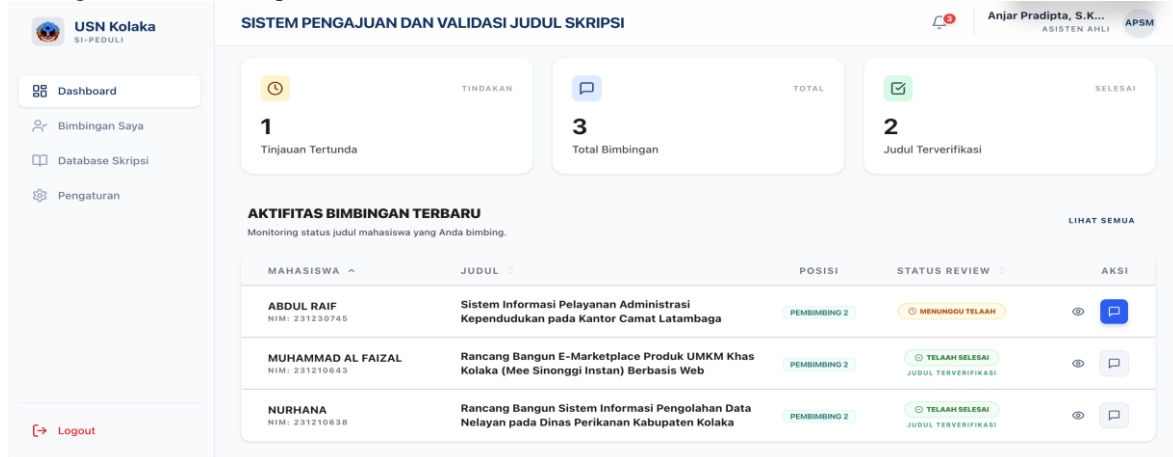 USN Kolaka
SI-PEDULI
SISTEM PENGAJUAN DAN VALIDASI JUDUL SKRIPSI
3
Anjar Pradipta, S.K...
ASISTEN AHLI
APSM
Dashboard
Bimbingan Saya
Database Skripsi
Pengaturan
Logout
TINDAKAN
1
Tinjauan Tertunda
TOTAL
3
Total Bimbingan
SELESAI
2
Judul Terverifikasi
AKTIFITAS BIMBINGAN TERBARU
Monitoring status judul mahasiswa yang Anda bimbing.
LIHAT SEMUA
MAHASISWA JUDUL POSISI STATUS REVIEW AKSI
ABDUL RAIF
NIM: 231230745
Sistem Informasi Pelayanan Administrasi
Kependudukan pada Kantor Camat Latambaga
PEMBIMBING 2
MENUNGGU TELAAH
MUHAMMAD AL FAIZAL
NIM: 231210643
Rancang Bangun E-Marketplace Produk UMKM Khas
Kolaka (Mee Sinonggi Instan) Berbasis Web
PEMBIMBING 2
TELAAH SELESAI
JUDUL TERVERIFIKASI
NURHANA
NIM: 231210638
Rancang Bangun Sistem Informasi Pengolahan Data
Nelayan pada Dinas Perikanan Kabupaten Kolaka
PEMBIMBING 2
TELAAH SELESAI
JUDUL TERVERIFIKASI